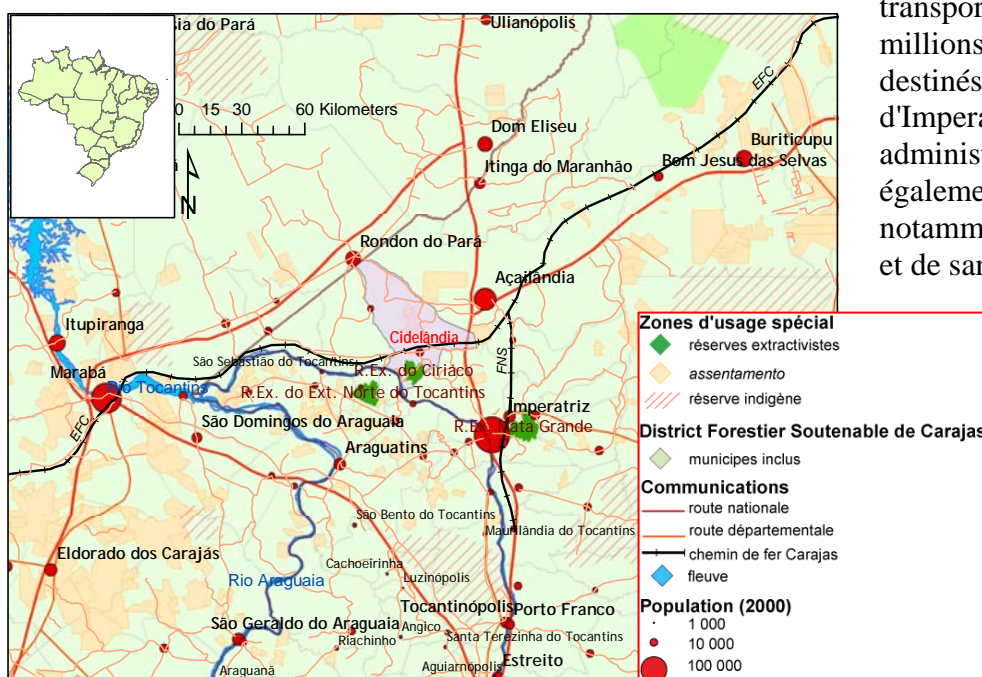 sia do Pará
Ulianópolis
0 15 30 60 Kilometers
N
EFC
Dom Eliseu
Buriticupu
Itinga do Maranhão
Bom Jesus das Selvas
Rondon do Pará
Açailândia
Itupiranga
Cidelândia
São Sebastião do Tocantins
FNS
Marabá
R.Ex. do Ciriáco
Rio Tocantins
R.Ex. do Ext. Norte do Tocantins
EFC
São Domingos do Araguaia
Imperatriz
R.Ex. Mata Grande
Araguatins
São Bento do Tocantins
Maurilândia do Tocantins
Eldorado dos Carajás
Cachoeirinha
Luzinópolis
Rio Araguaia
Tocantinópolis
Porto Franco
São Geraldo do Araguaia
Angico
Riachinho
Santa Terezinha do Tocantins
Araguanã
Aguiarnópolis
Estreito
transpor
millions
destinés
d'Impera
adminis
égaleme
notamm
et de san
Zones d'usage spécial
réserves extractivistes
assentamento
réserve indigène
District Forestier Soutenable de Carajas
municipes inclus
Communications
route nationale
route départementale
chemin de fer Carajas
fleuve
Population (2000)
1 000
10 000
100 000